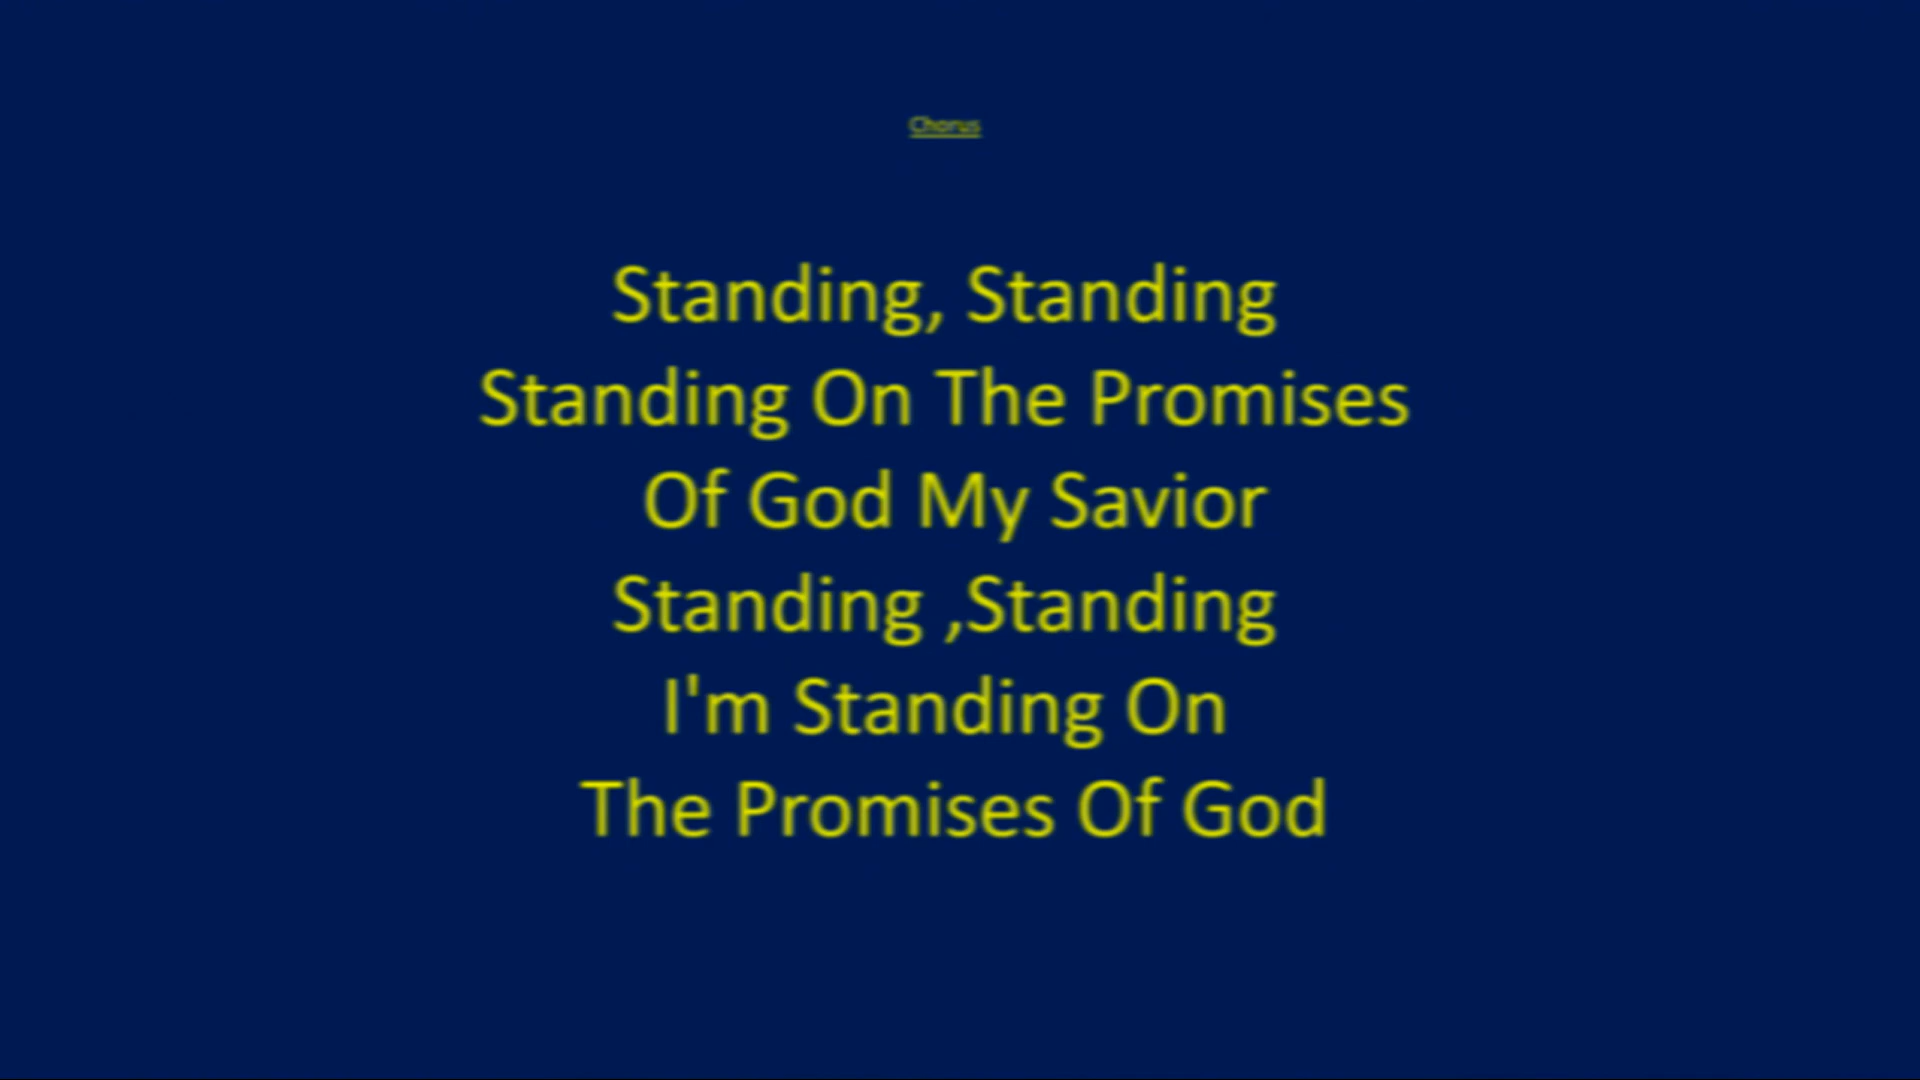 Chorus
Standing, Standing
Standing On The Promises
Of God My Savior
Standing ,Standing
I'm Standing On
The Promises Of God